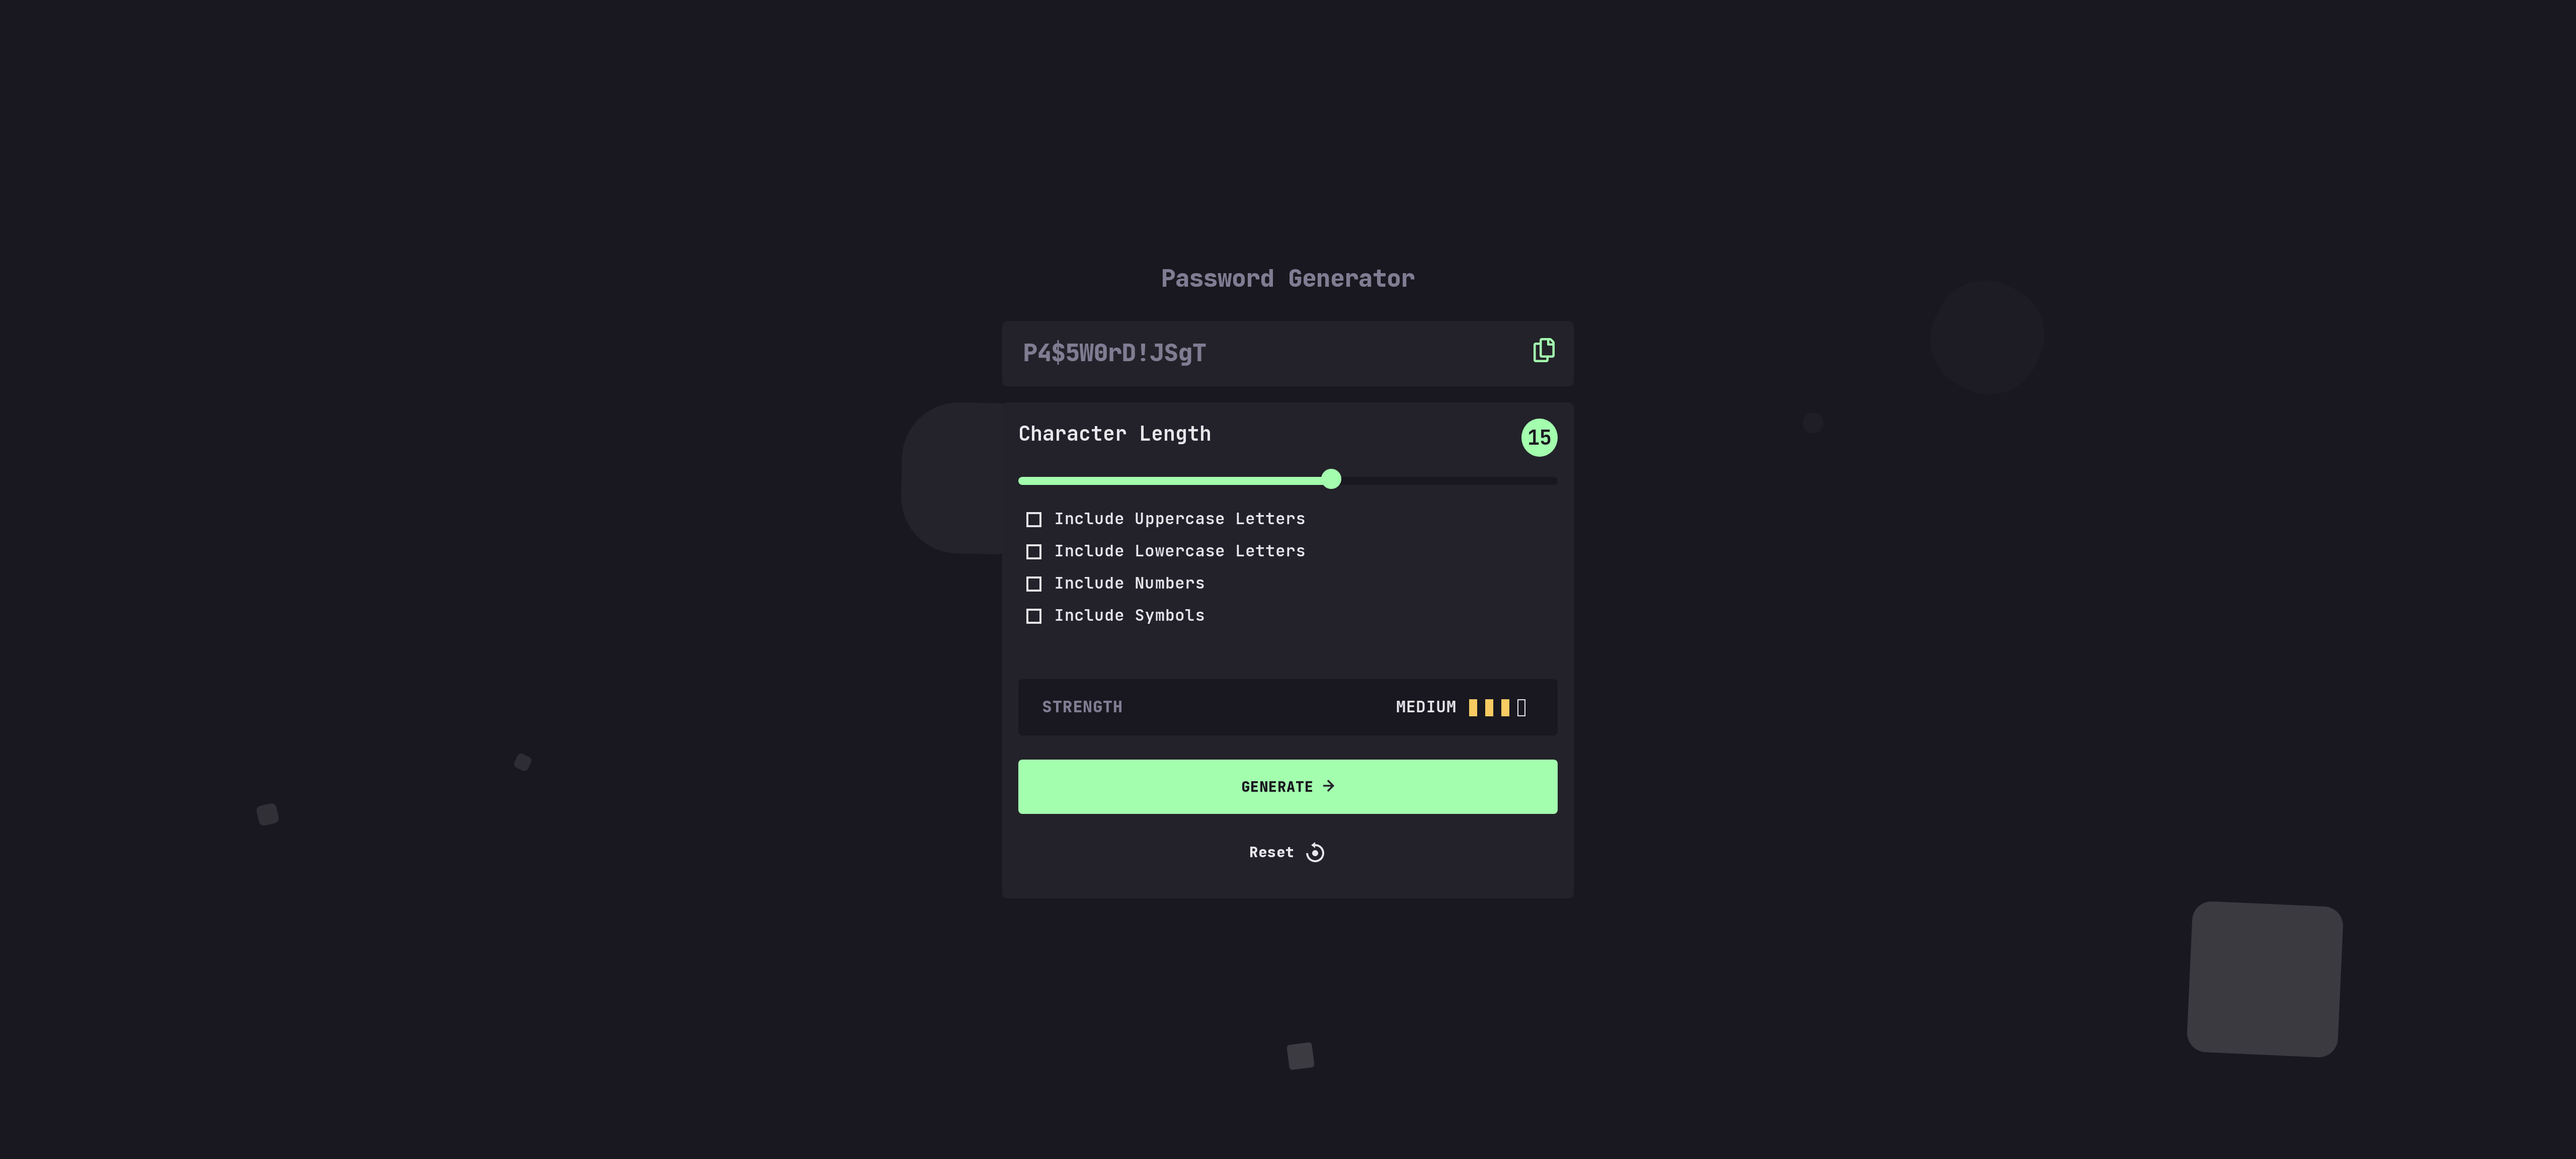 Password Generator
P4$5W0rD!JSgT
Character Length
15
Include Uppercase Letters
Include Lowercase Letters
Include Numbers
Include Symbols
STRENGTH
MEDIUM
GENERATE →
Reset